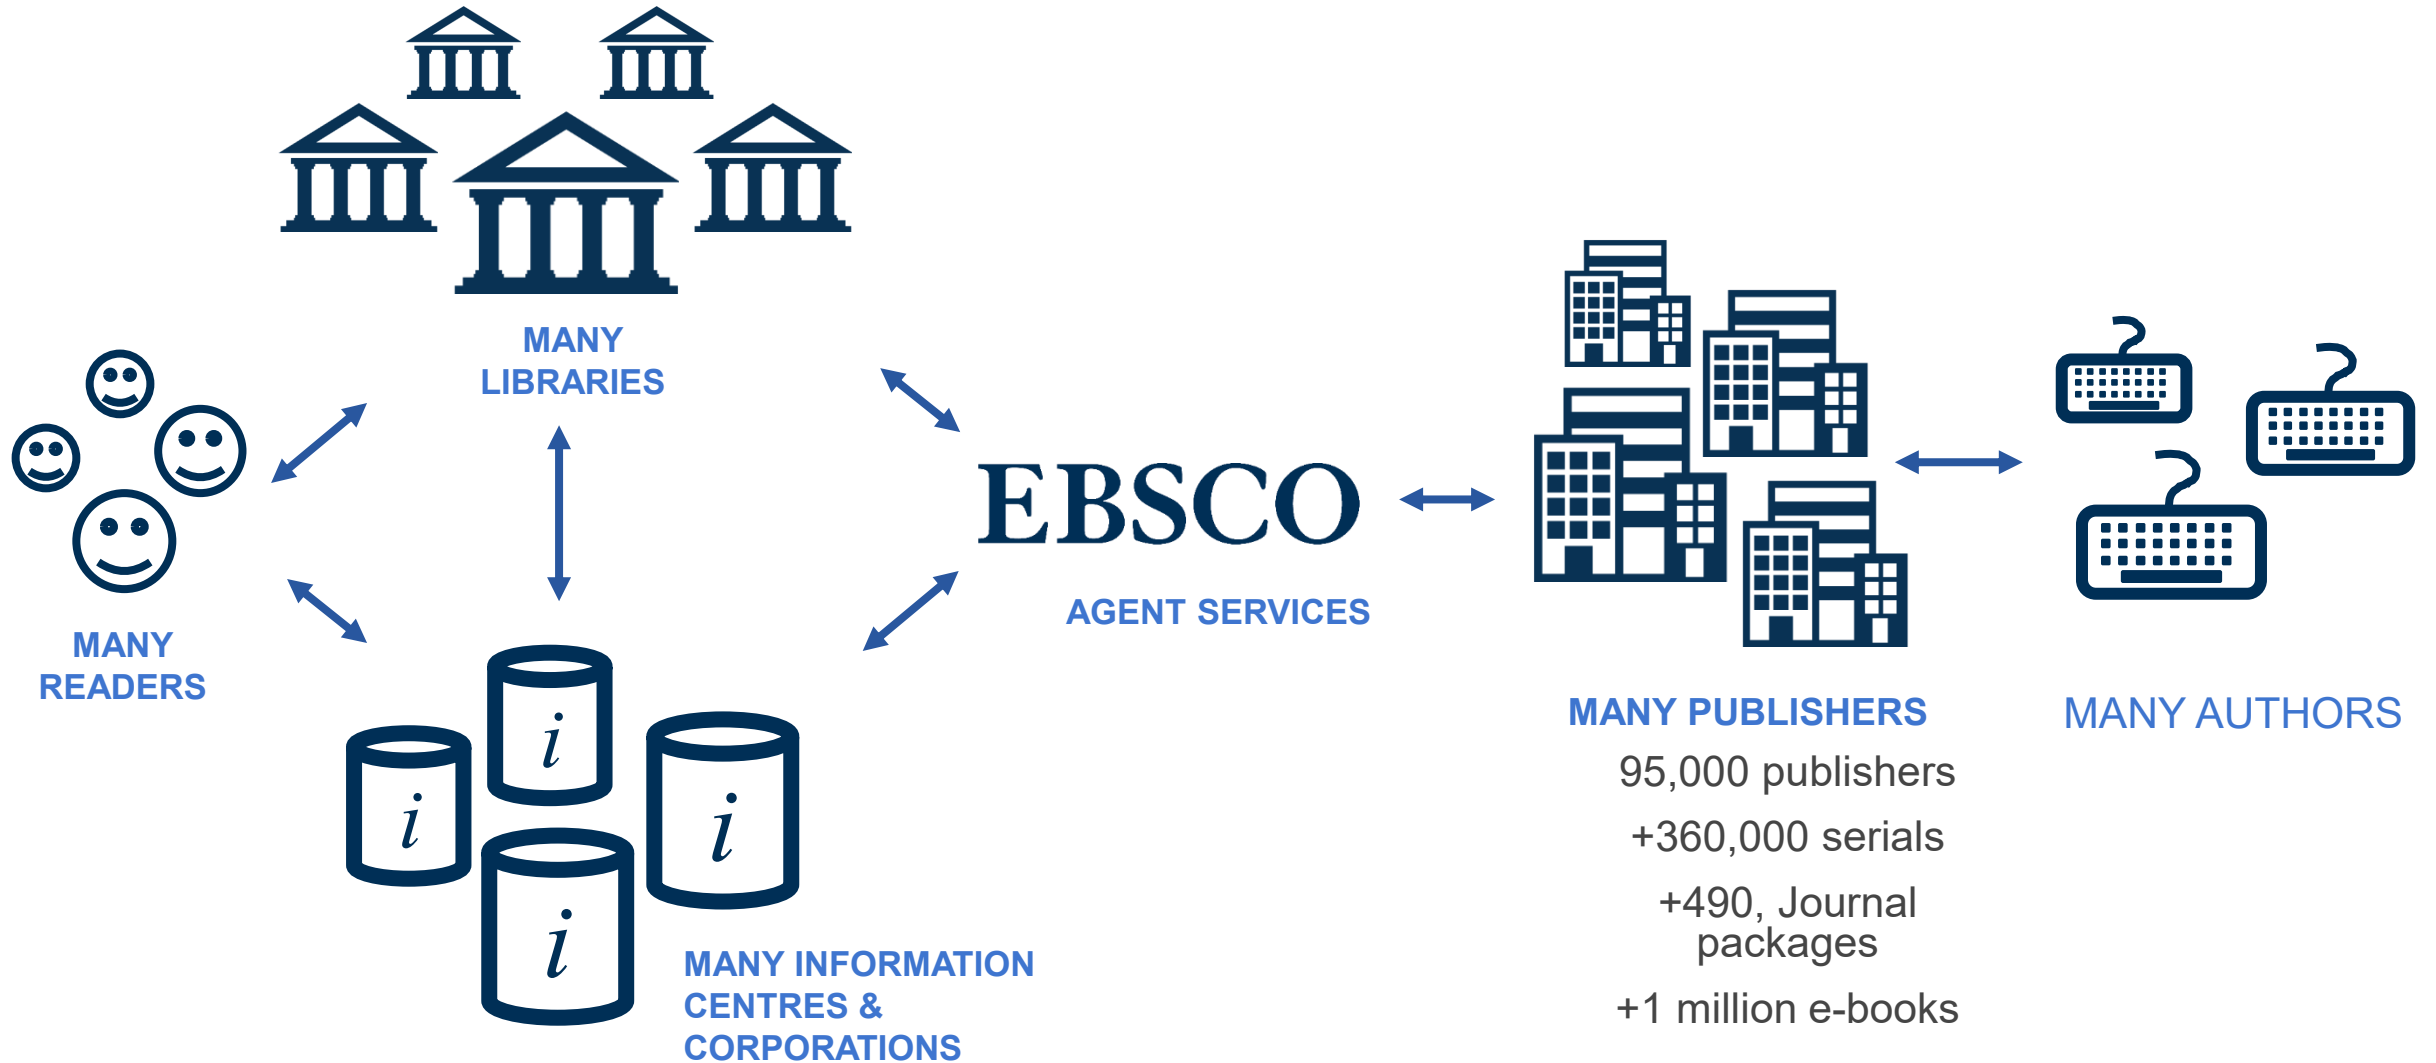 MANY
LIBRARIES
MANY
READERS
i
i
i
i
MANY INFORMATION
CENTRES &
CORPORATIONS
EBSCO
AGENT SERVICES
MANY PUBLISHERS
95,000 publishers
+360,000 serials
+490, Journal
packages
+1 million e-books
MANY AUTHORS